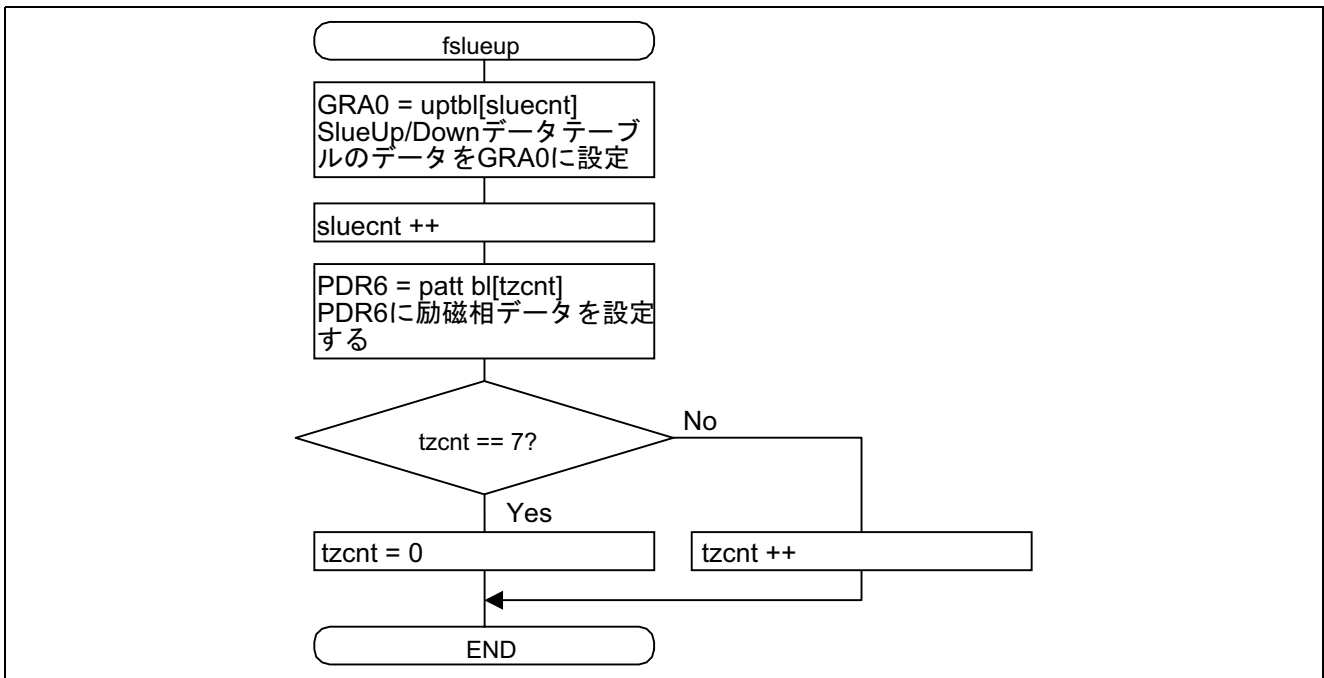 fslueup
GRA0 = uptbl[sluecnt]
SlueUp/Downデータテーブ
ルのデータをGRA0に設定
sluecnt ++
PDR6 = patt bl[tzcnt]
PDR6に励磁相データを設定
する
tzcnt == 7?
No
Yes
tzcnt = 0
tzcnt ++
END